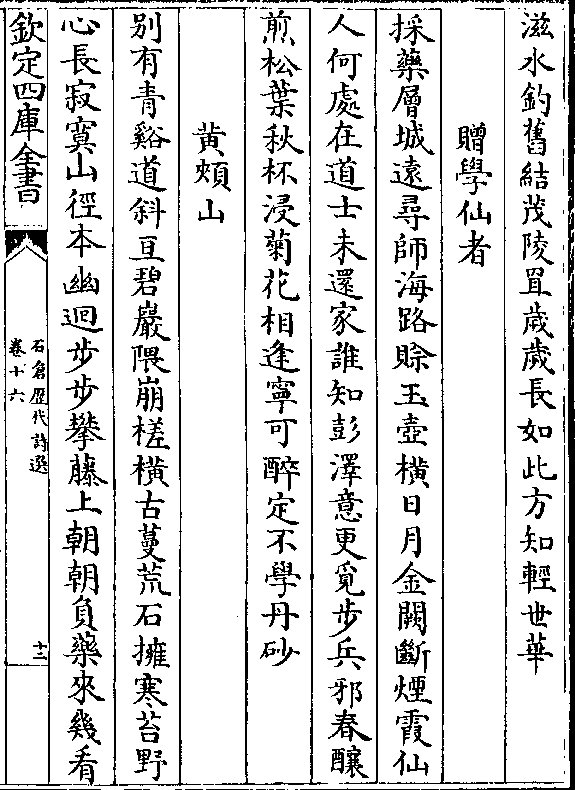 滋水釣舊結茂陵罝歲歲長如此方知輕世華
贈學仙者
採藥層城遠尋師海路賒玉壺橫日月金闕斷煙霞仙
人何處在道士未還家誰知彭澤意更覓步兵邪春釀
煎松葉秋杯浸菊花相逢寧可醉定不學丹砂
黄頰山
別有青谿道斜亘碧巖隈崩槎橫古蔓荒石擁寒苔野
心長寂寞山徑本幽迴步步攀藤上朝朝負藥來幾看
欽定四庫全書
石倉歴代詩選
卷十六
十二